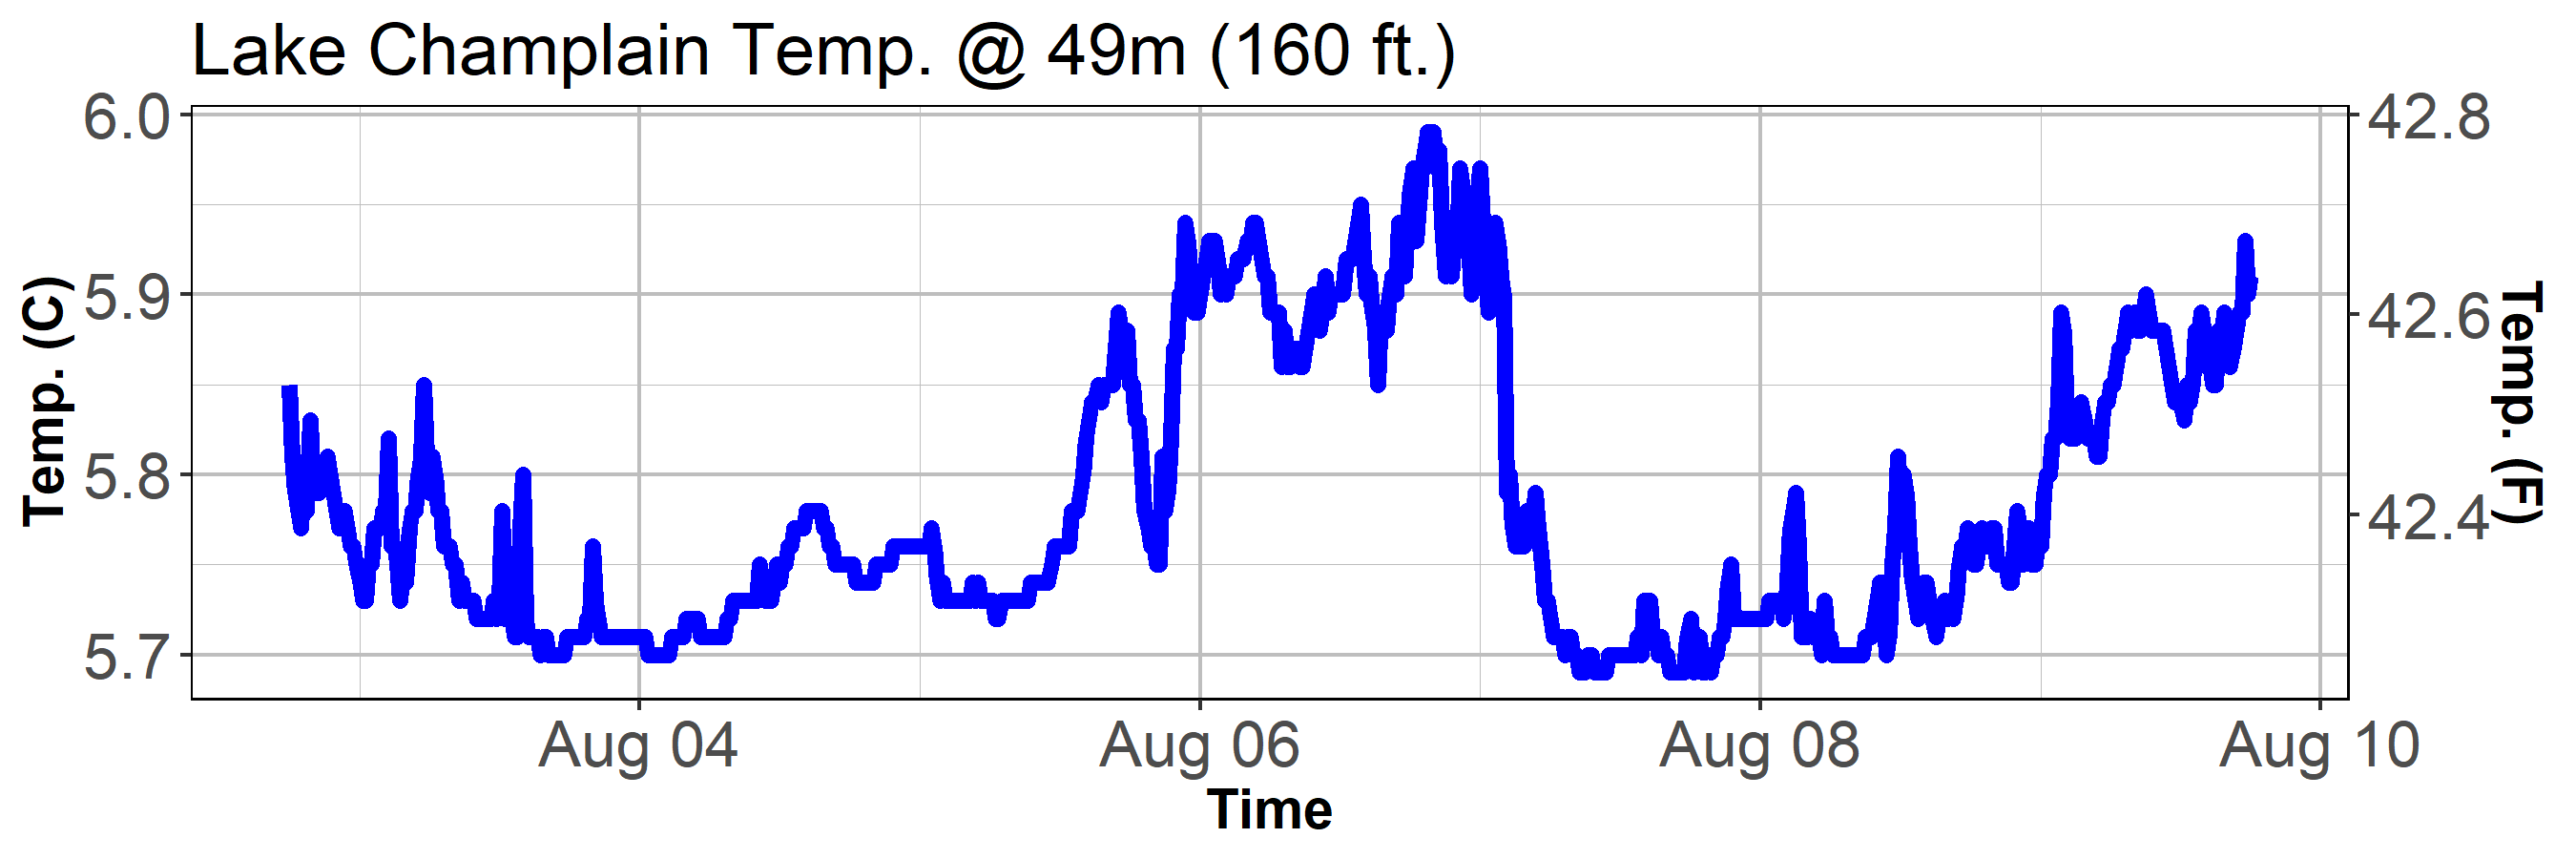 Lake Champlain Temp. @ 49m (160 ft.)
6.0
5.9
5.8
5.7
Temp. (C)
42.8
42.6
42.4
Temp. (F)
Aug 04 Aug 06 Aug 08 Aug 10
Time